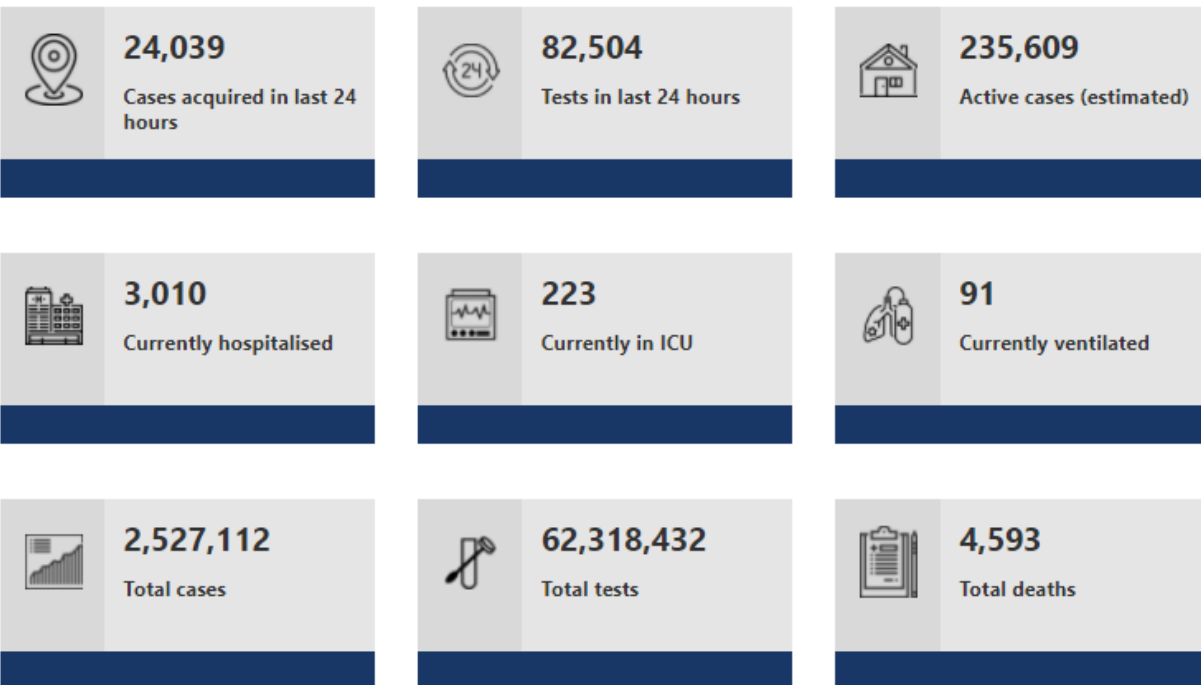 24,039
Cases acquired in last 24
hours
24
82,504
Tests in last 24 hours
235,609
Active cases (estimated)
H
3,010
Currently hospitalised
223
Currently in ICU
91
Currently ventilated
2,527,112
Total cases
62,318,432
Total tests
4,593
Total deaths